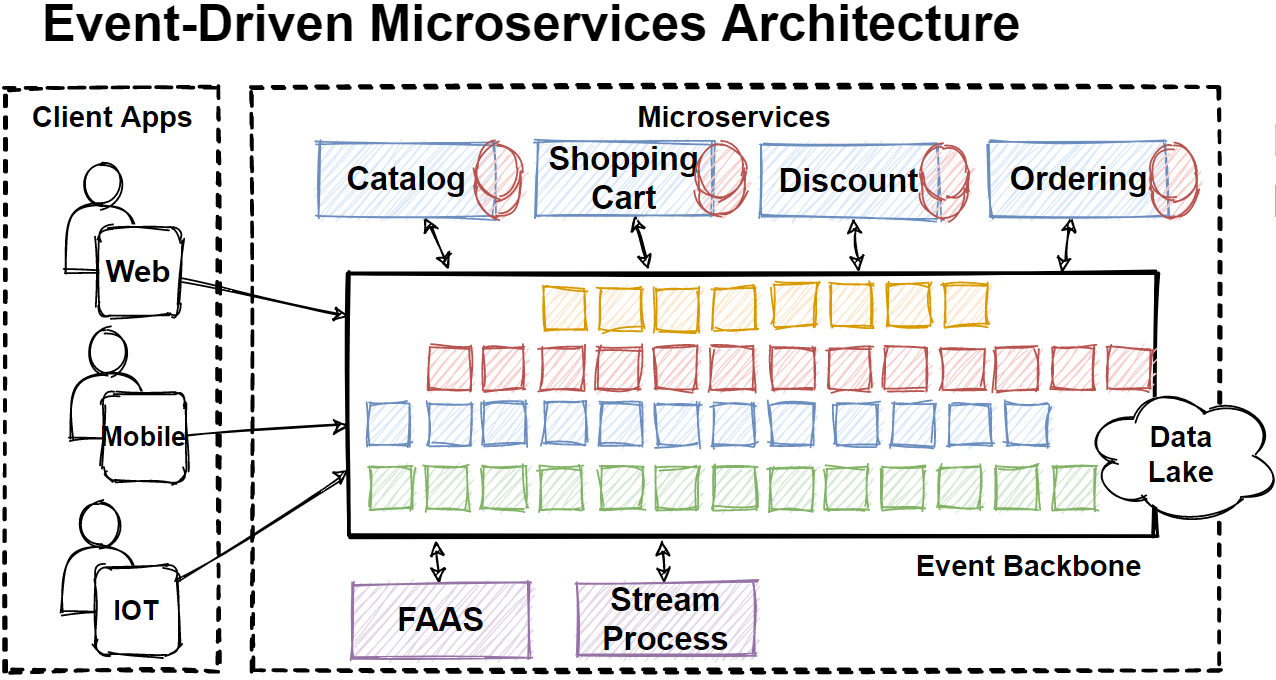 Event-Driven Microservices Architecture
Client Apps
Microservices
Catalog
Shopping
Cart
Discount
Ordering
Web
Mobile
IOT
Data
Lake
Event Backbone
FAAS
Stream
Process